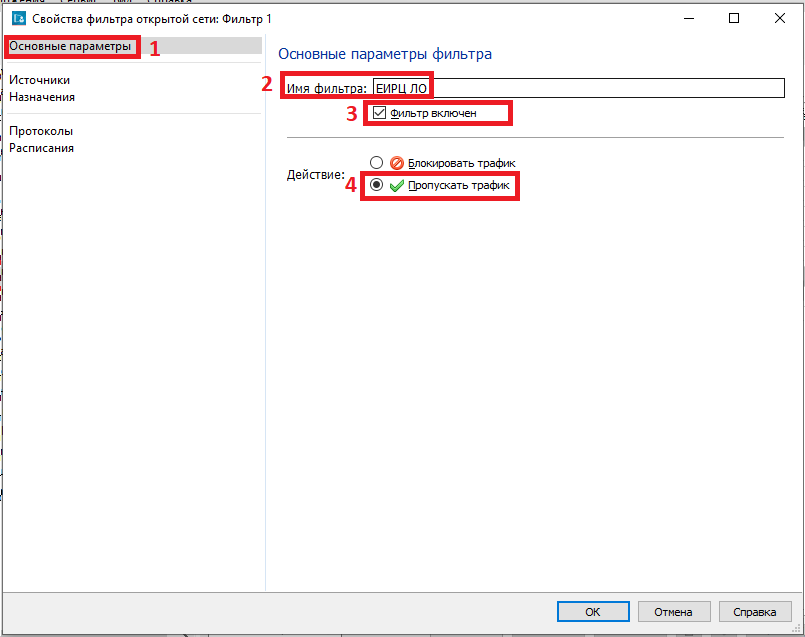 Свойства фильтра открытой сети: Фильтр 1
Основные параметры 1
Источники
Назначения
Протоколы
Расписания
Основные параметры фильтра
2 Имя фильтра: ЕИРЦ ЛО
3 Фильтр включен
Действие:
Блокировать трафик
4 Пропускать трафик
ОК
Отмена
Справка